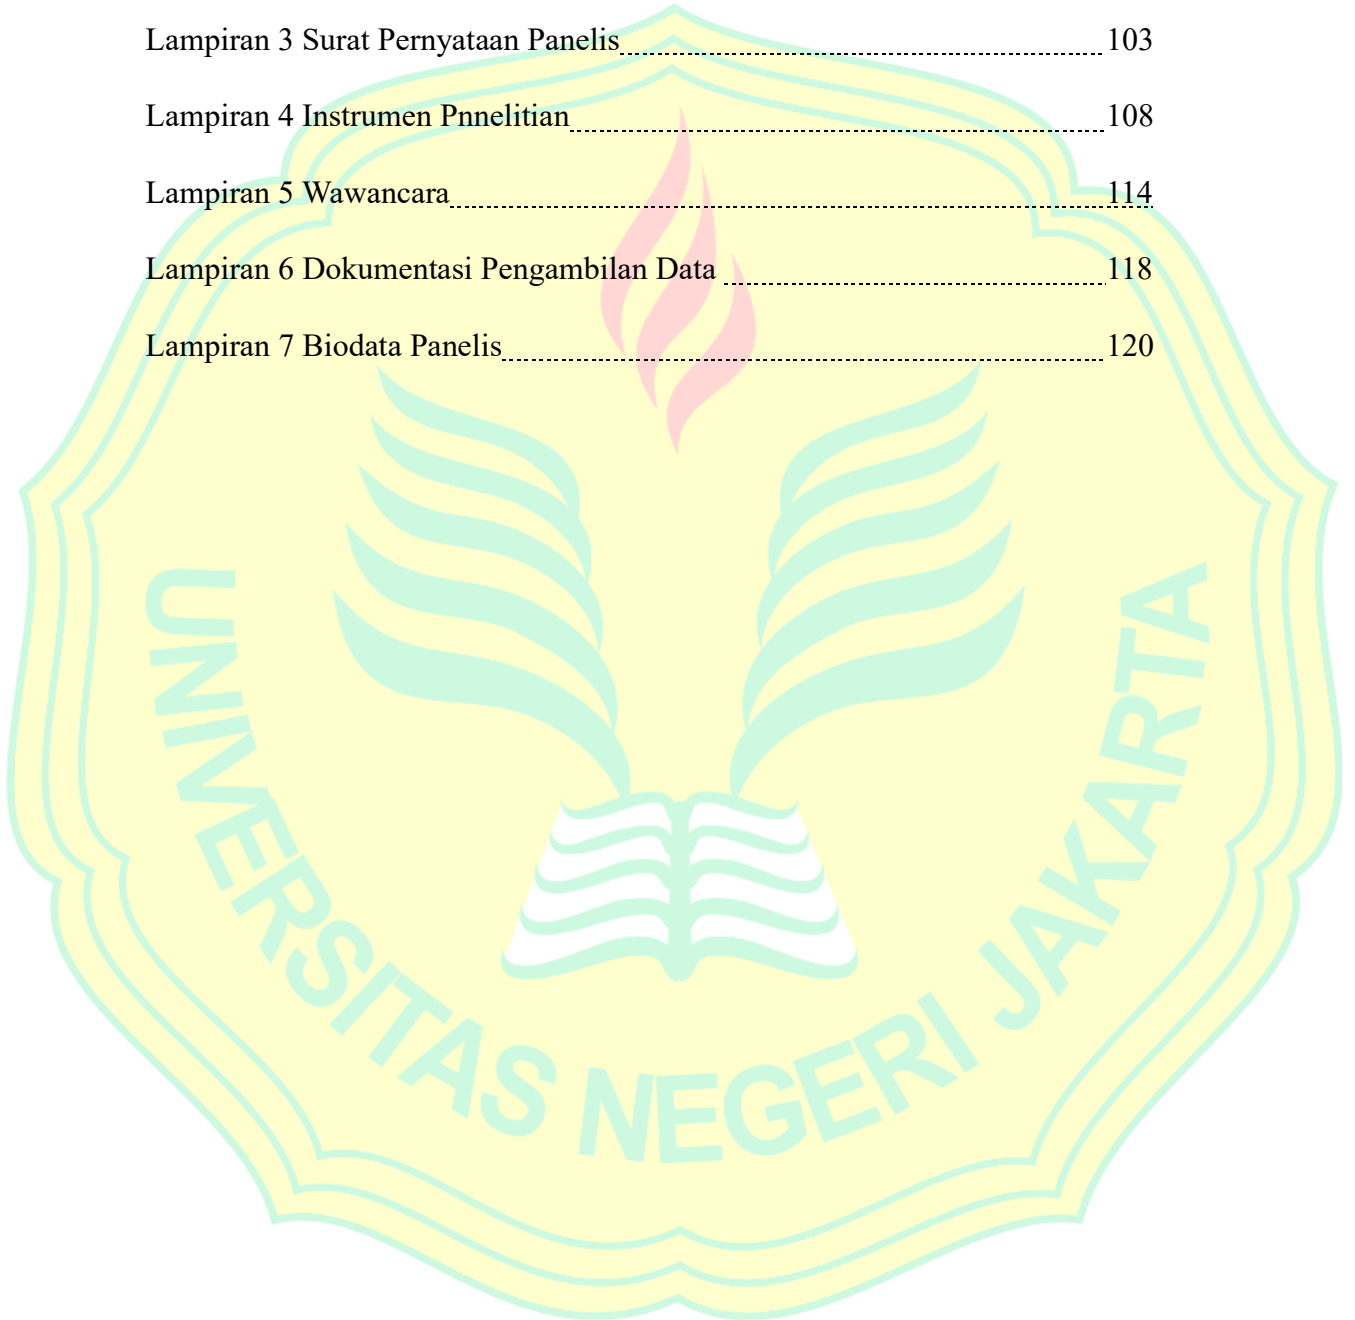 Lampiran 3 Surat Pernyataan Panelis 103
Lampiran 4 Instrumen Pnnelitian 108
Lampiran 5 Wawancara 114
Lampiran 6 Dokumentasi Pengambilan Data 118
Lampiran 7 Biodata Panelis 120
UNIVERSITAS NEGERI JAKARTA